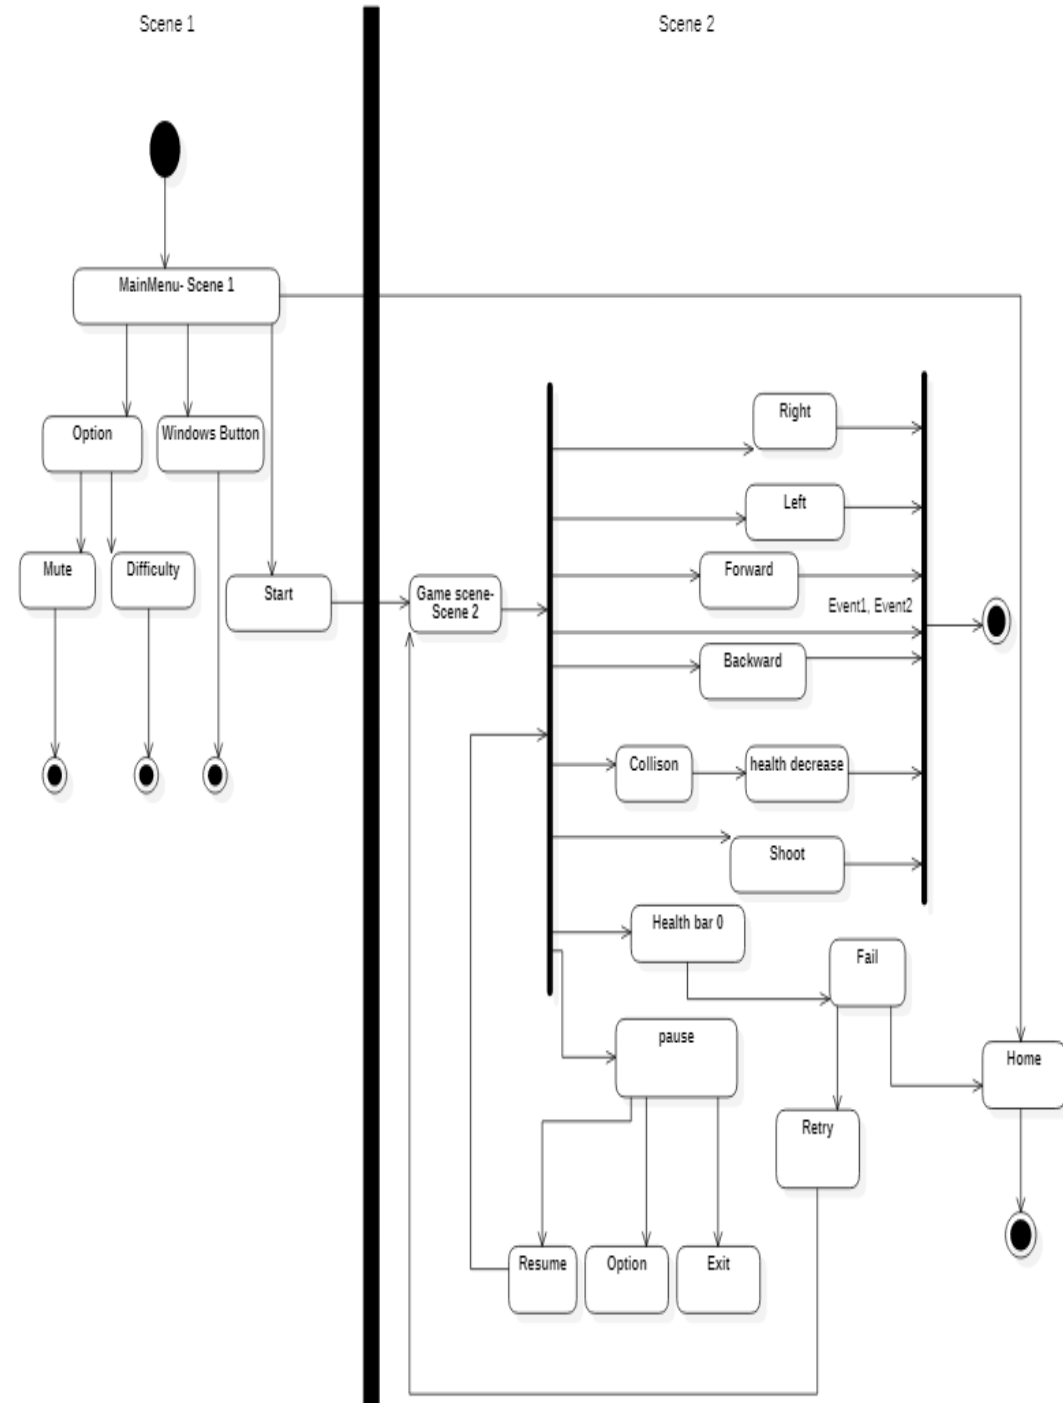 Scene 1
Scene 2
MainMenu- Scene 1
Option
Windows Button
Mute
Difficulty
Start
Game scene-
Scene 2
Right
Left
Forward
Event1, Event2
Backward
Collison
health decrease
Shoot
Health bar 0
Fail
pause
Home
Retry
Resume
Option
Exit